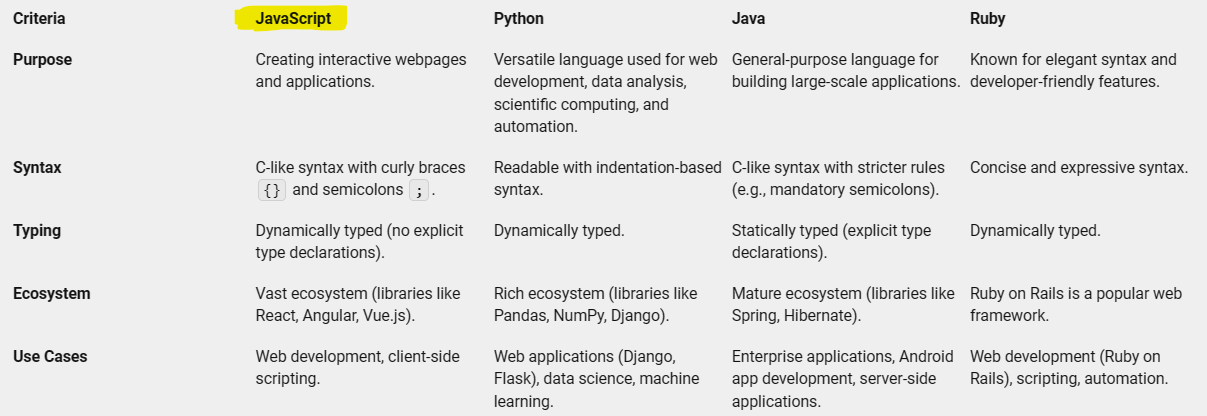 Criteria JavaScript Python Java Ruby
Purpose Creating interactive webpages Versatile language used for web General-purpose language for Known for elegant syntax and
and applications. development, data analysis, building large-scale applications. developer-friendly features.
scientific computing, and
automation.
Syntax C-like syntax with curly braces Readable with indentation-based C-like syntax with stricter rules Concise and expressive syntax.
{} and semicolons ; . syntax. (e.g., mandatory semicolons).
Typing Dynamically typed (no explicit Dynamically typed. Statically typed (explicit type Dynamically typed.
type declarations). declarations).
Ecosystem Vast ecosystem (libraries like Rich ecosystem (libraries like Mature ecosystem (libraries like Ruby on Rails is a popular web
React, Angular, Vue.js). Pandas, NumPy, Django). Spring, Hibernate). framework.
Use Cases Web development, client-side Web applications (Django, Enterprise applications, Android Web development (Ruby on
scripting. Flask), data science, machine app development, server-side Rails), scripting, automation.
learning. applications.